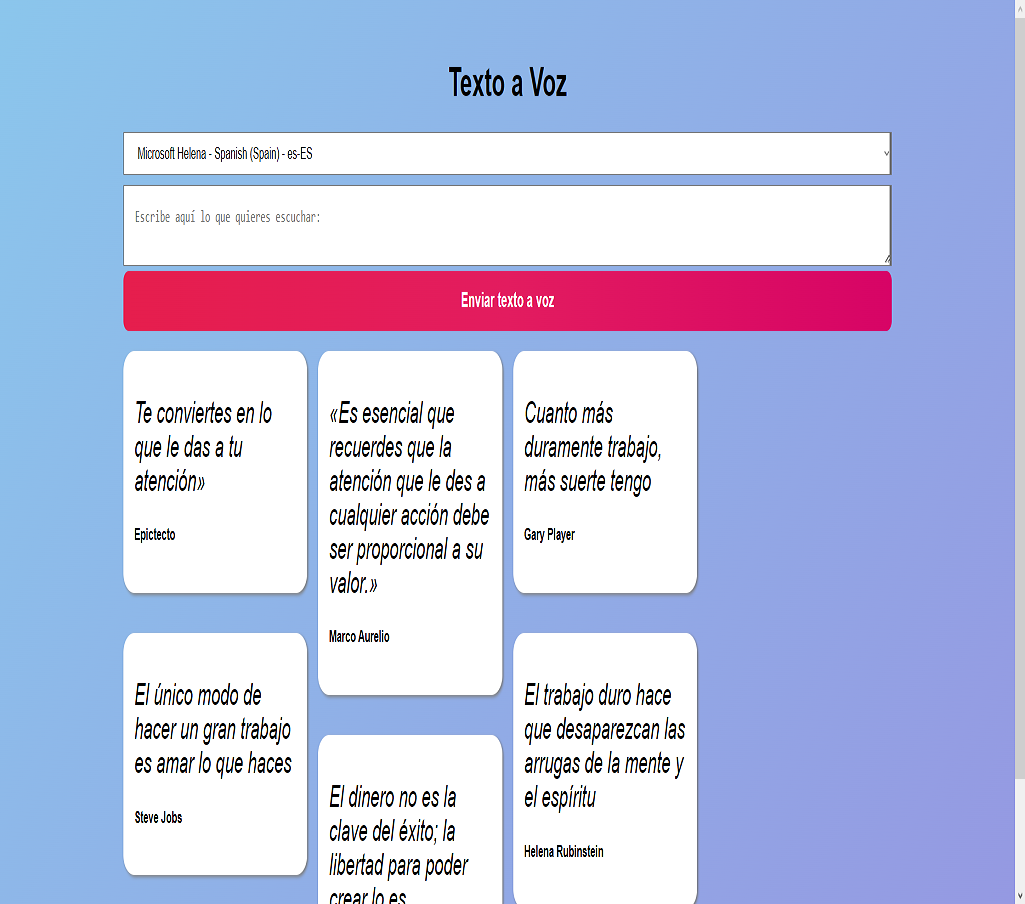 Texto a Voz
Microsoft Helena - Spanish (Spain) - es-ES
Escribe aquí lo que quieres escuchar:
Enviar texto a voz
Te conviertes en lo
que le das a tu
atención»
Epictecto
«Es esencial que
recuerdes que la
atención que le des a
cualquier acción debe
ser proporcional a su
valor.»
Marco Aurelio
Cuanto más
duramente trabajo,
más suerte tengo
Gary Player
El único modo de
hacer un gran trabajo
es amar lo que haces
Steve Jobs
El dinero no es la
clave del éxito; la
libertad para poder
crear lo es
El trabajo duro hace
que desaparezcan las
arrugas de la mente y
el espíritu
Helena Rubinstein